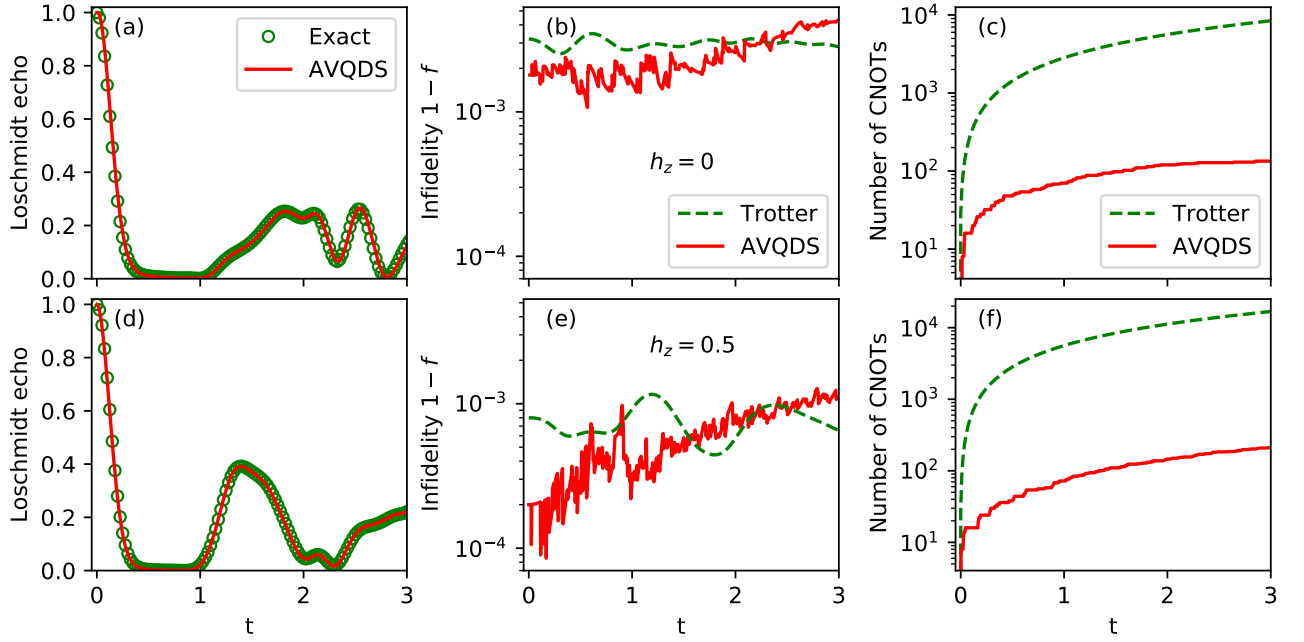 (a)
Exact
AVQDS
Loschmidt echo
1.0
0.8
0.6
0.4
0.2
0.0
(b)
Infidelity 1 − f
10⁻³
10⁻⁴
h_z = 0
Trotter
AVQDS
(c)
Number of CNOTs
10⁴
10³
10²
10¹
Trotter
AVQDS
(d)
Loschmidt echo
1.0
0.8
0.6
0.4
0.2
0.0
0 1 2 3
t
(e)
Infidelity 1 − f
10⁻³
10⁻⁴
h_z = 0.5
0 1 2 3
t
(f)
Number of CNOTs
10⁴
10³
10²
10¹
0 1 2 3
t